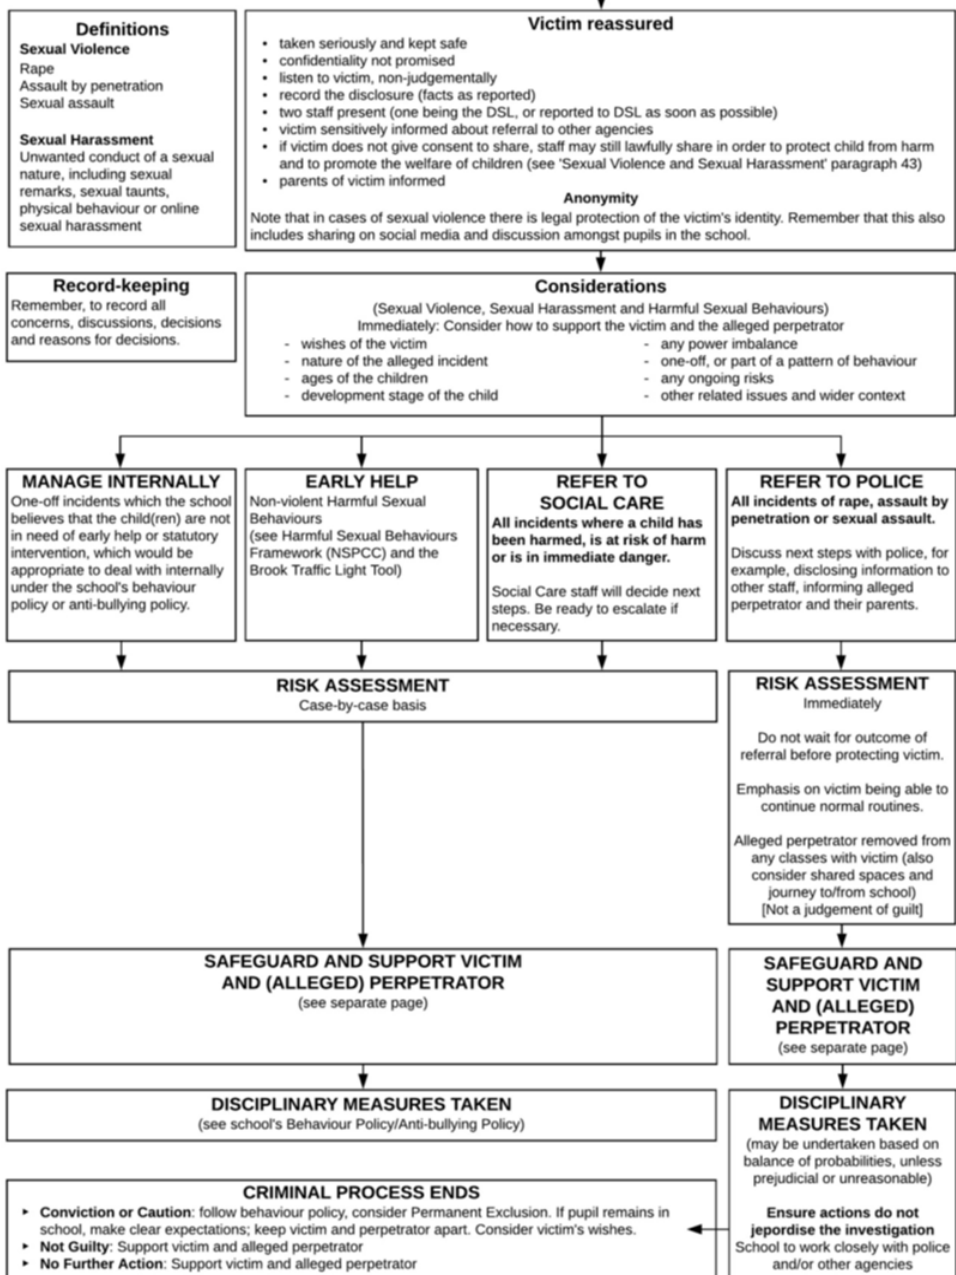 Definitions
Sexual Violence
Rape
Assault by penetration
Sexual assault
Sexual Harassment
Unwanted conduct of a sexual
nature, including sexual
remarks, sexual taunts,
physical behaviour or online
sexual harassment
Victim reassured
• taken seriously and kept safe
• confidentiality not promised
• listen to victim, non-judgementally
• record the disclosure (facts as reported)
• two staff present (one being the DSL, or reported to DSL as soon as possible)
• victim sensitively informed about referral to other agencies
• if victim does not give consent to share, staff may still lawfully share in order to protect child from harm
and to promote the welfare of children (see 'Sexual Violence and Sexual Harassment' paragraph 43)
• parents of victim informed
Anonymity
Note that in cases of sexual violence there is legal protection of the victim's identity. Remember that this also
includes sharing on social media and discussion amongst pupils in the school.
Record-keeping
Remember, to record all
concerns, discussions, decisions
and reasons for decisions.
Considerations
(Sexual Violence, Sexual Harassment and Harmful Sexual Behaviours)
Immediately: Consider how to support the victim and the alleged perpetrator
- wishes of the victim
- nature of the alleged incident
- ages of the children
- development stage of the child
- any power imbalance
- one-off, or part of a pattern of behaviour
- any ongoing risks
- other related issues and wider context
MANAGE INTERNALLY
One-off incidents which the school
believes that the child(ren) are not
in need of early help or statutory
intervention, which would be
appropriate to deal with internally
under the school's behaviour
policy or anti-bullying policy.
EARLY HELP
Non-violent Harmful Sexual
Behaviours
(see Harmful Sexual Behaviours
Framework (NSPCC) and the
Brook Traffic Light Tool)
REFER TO
SOCIAL CARE
All incidents where a child has
been harmed, is at risk of harm
or is in immediate danger.
Social Care staff will decide next
steps. Be ready to escalate if
necessary.
REFER TO POLICE
All incidents of rape, assault by
penetration or sexual assault.
Discuss next steps with police, for
example, disclosing information to
other staff, informing alleged
perpetrator and their parents.
RISK ASSESSMENT
Case-by-case basis
RISK ASSESSMENT
Immediately
Do not wait for outcome of
referral before protecting victim.
Emphasis on victim being able to
continue normal routines.
Alleged perpetrator removed from
any classes with victim (also
consider shared spaces and
journey to/from school)
[Not a judgement of guilt]
SAFEGUARD AND SUPPORT VICTIM
AND (ALLEGED) PERPETRATOR
(see separate page)
SAFEGUARD AND
SUPPORT VICTIM
AND (ALLEGED)
PERPETRATOR
(see separate page)
DISCIPLINARY MEASURES TAKEN
(see school's Behaviour Policy/Anti-bullying Policy)
DISCIPLINARY
MEASURES TAKEN
(may be undertaken based on
balance of probabilities, unless
prejudicial or unreasonable)
Ensure actions do not
jepordise the investigation
School to work closely with police
and/or other agencies
CRIMINAL PROCESS ENDS
‣ Conviction or Caution: follow behaviour policy, consider Permanent Exclusion. If pupil remains in
school, make clear expectations; keep victim and perpetrator apart. Consider victim's wishes.
‣ Not Guilty: Support victim and alleged perpetrator
‣ No Further Action: Support victim and alleged perpetrator